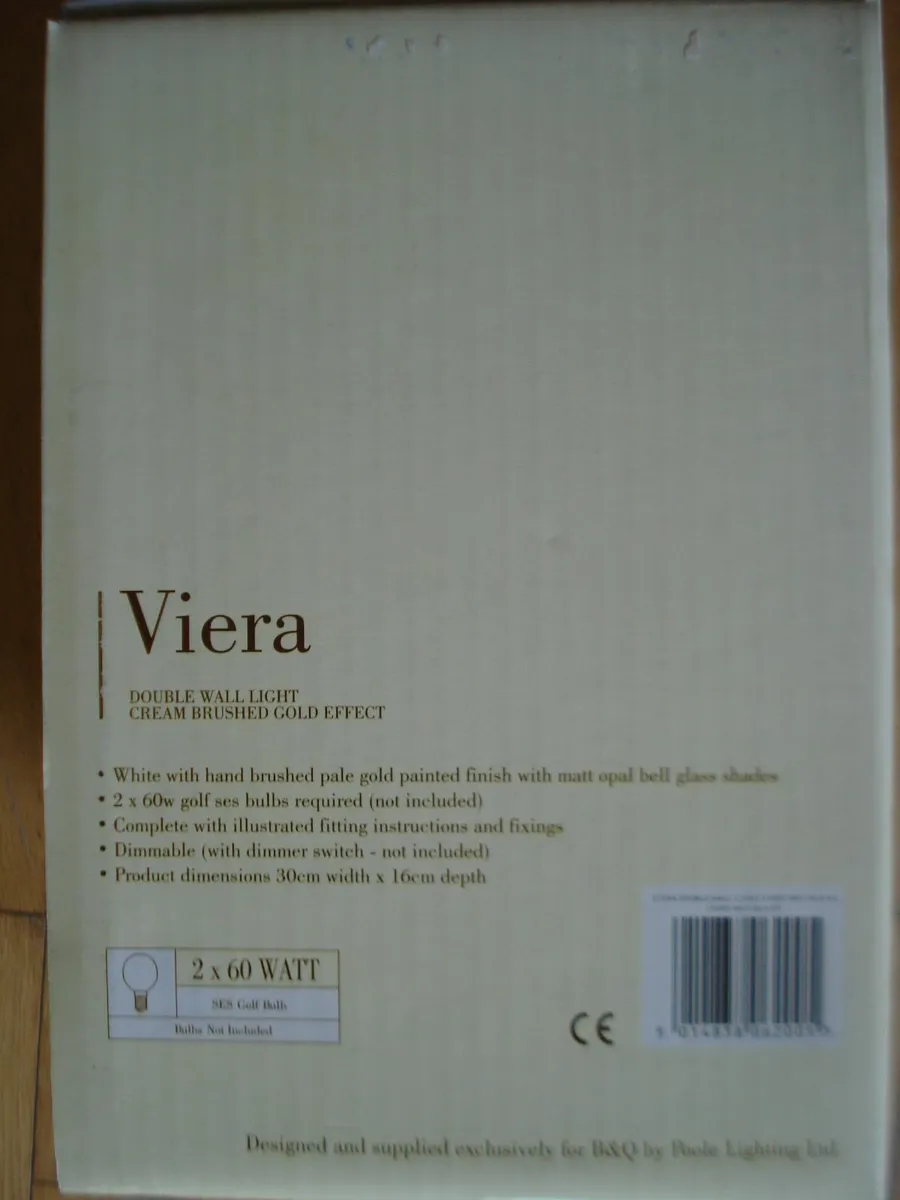 Viera
DOUBLE WALL LIGHT
CREAM BRUSHED GOLD EFFECT
• White with hand brushed pale gold painted finish with matt opal bell glass shades
• 2 x 60w golf ses bulbs required (not included)
• Complete with illustrated fitting instructions and fixings
• Dimmable (with dimmer switch - not included)
• Product dimensions 30cm width x 16cm depth
2 x 60 WATT
SES Golf Bulb
Bulbs Not Included
CE
Designed and supplied exclusively for B&Q by Poole Lighting Ltd.